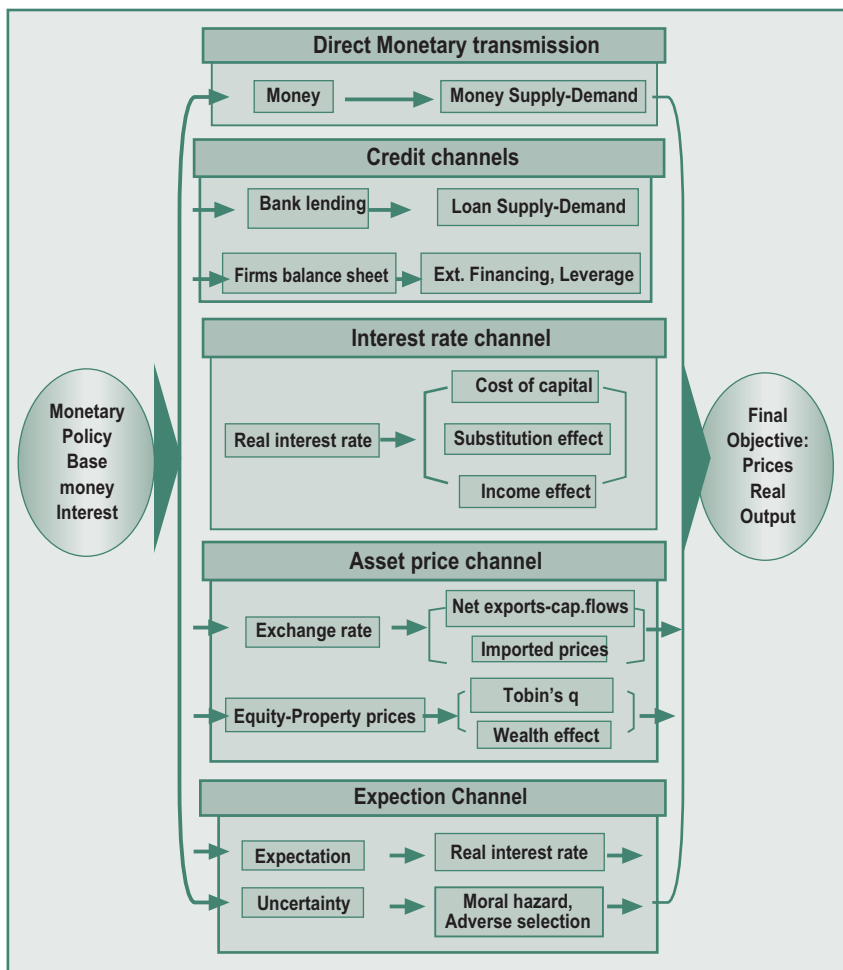 Direct Monetary transmission
Money
Money Supply-Demand
Credit channels
Bank lending
Loan Supply-Demand
Firms balance sheet
Ext. Financing, Leverage
Interest rate channel
Monetary
Policy
Base
money
Interest
Real interest rate
Cost of capital
Substitution effect
Income effect
Final
Objective:
Prices
Real
Output
Asset price channel
Exchange rate
Net exports-cap.flows
Imported prices
Equity-Property prices
Tobin's q
Wealth effect
Expection Channel
Expectation
Real interest rate
Uncertainty
Moral hazard,
Adverse selection